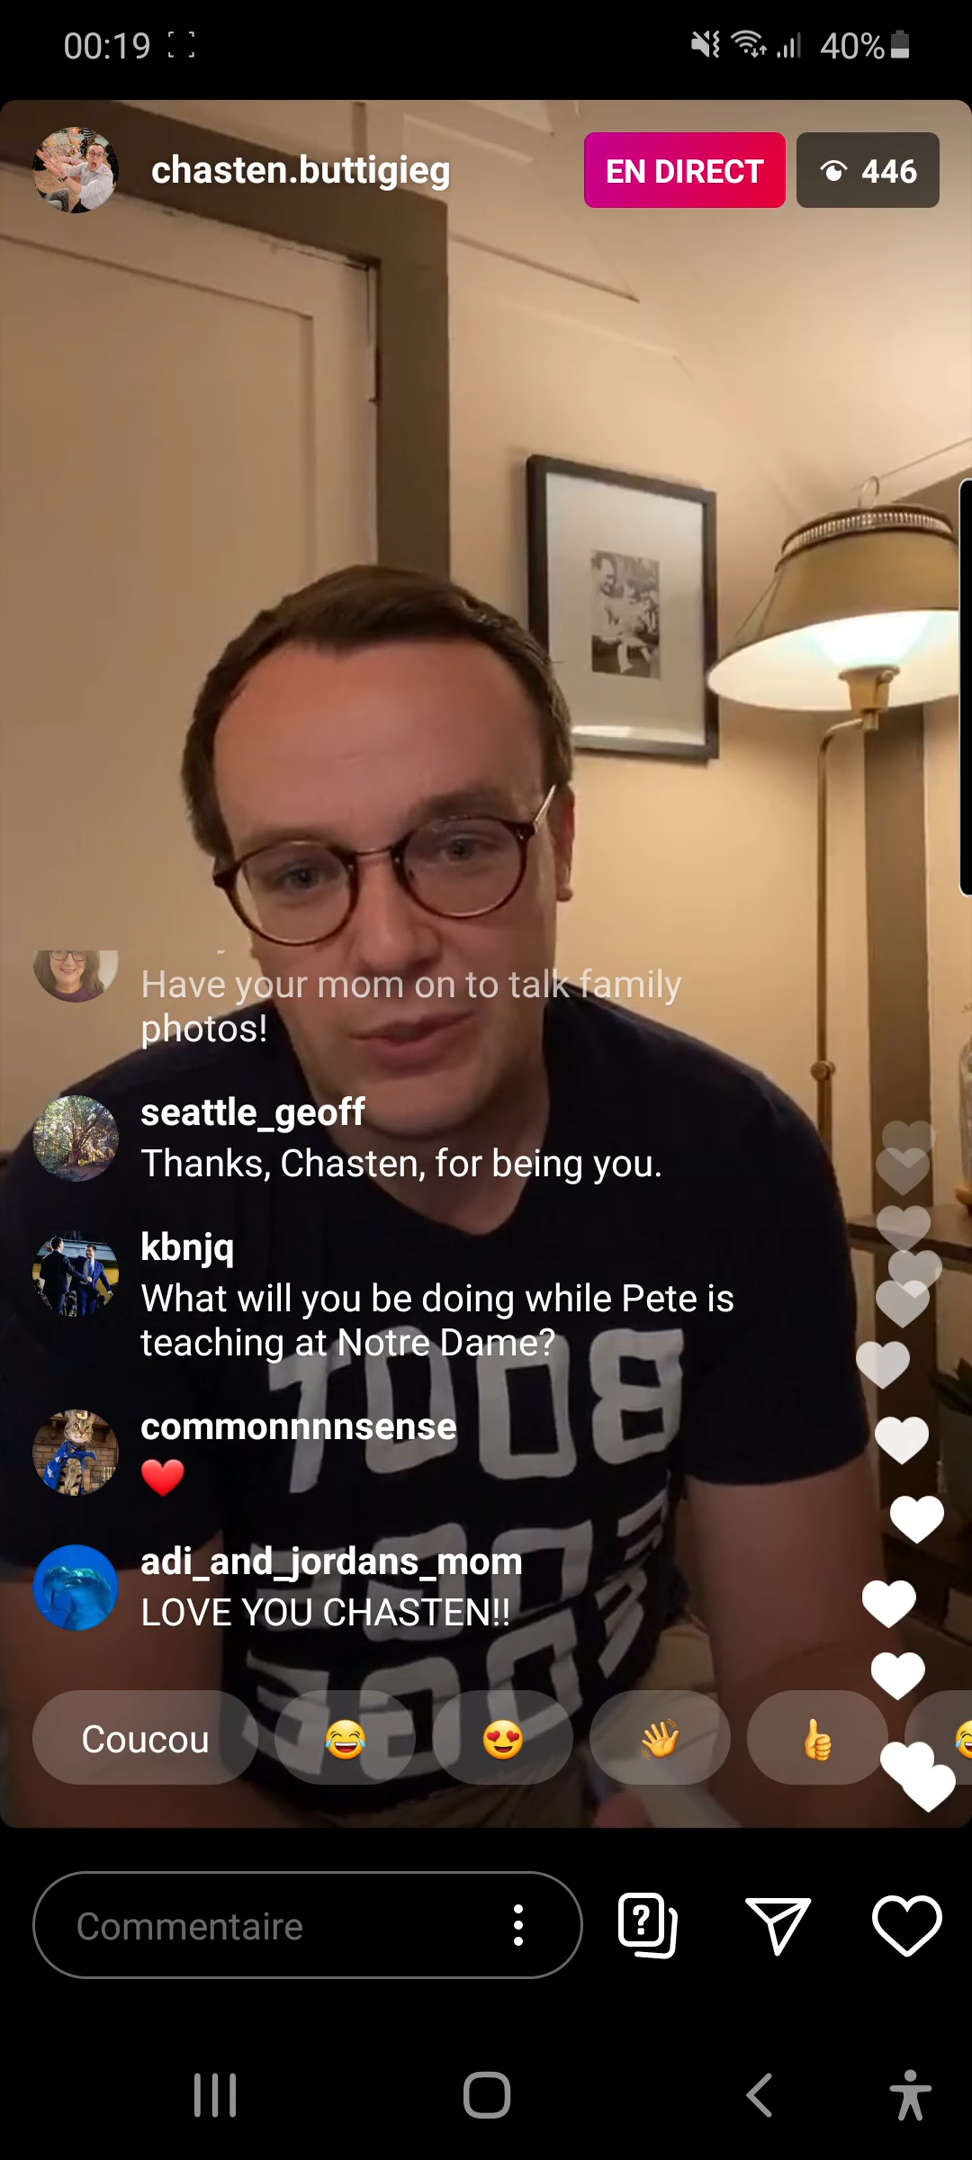 00:19
40%
chasten.buttigieg
EN DIRECT
446
Have your mom on to talk family
photos!
seattle_geoff
Thanks, Chasten, for being you.
kbnjq
What will you be doing while Pete is
teaching at Notre Dame?
commonnnnsense
adi_and_jordans_mom
LOVE YOU CHASTEN!!
Coucou
Commentaire